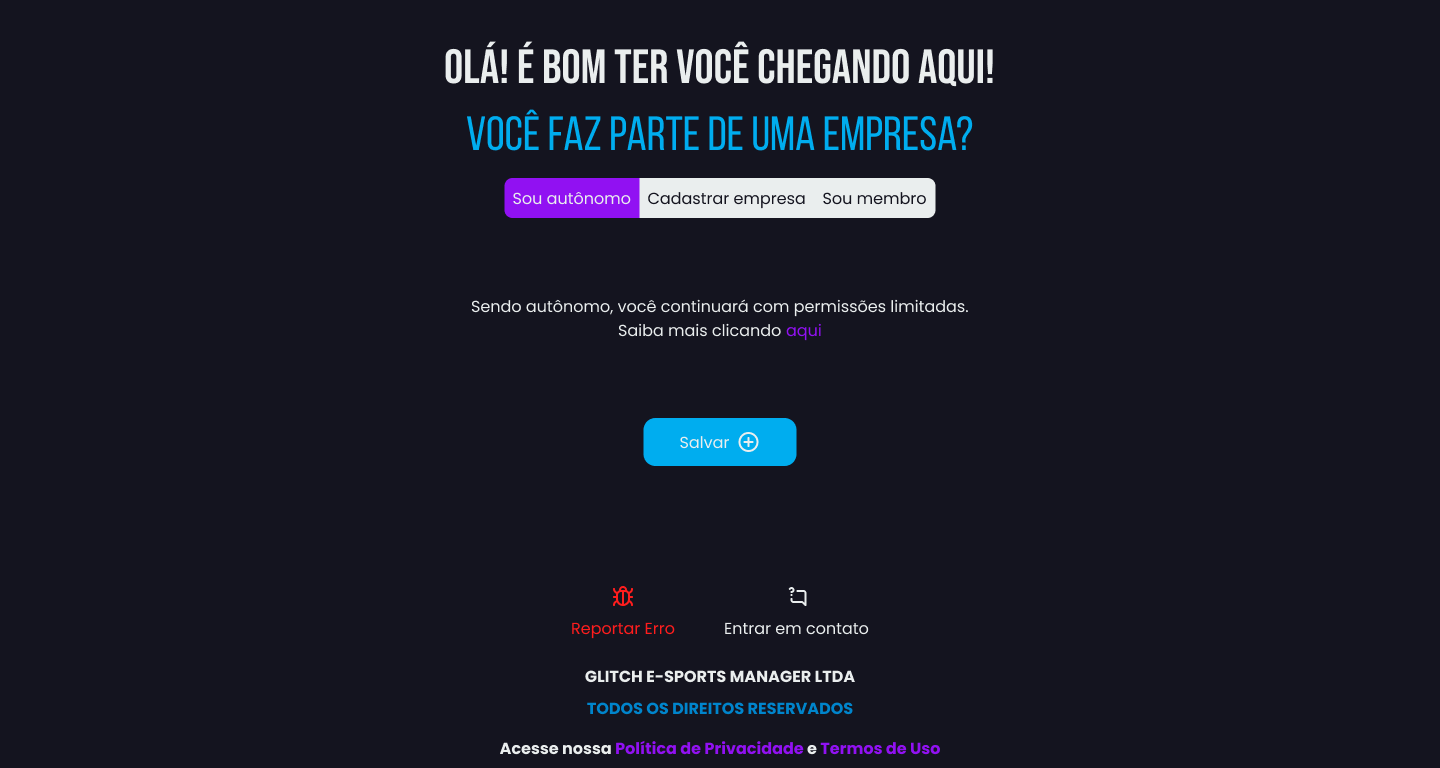 OLÁ! É BOM TER VOCÊ CHEGANDO AQUI!
VOCÊ FAZ PARTE DE UMA EMPRESA?
Sou autônomo Cadastrar empresa Sou membro
Sendo autônomo, você continuará com permissões limitadas.
Saiba mais clicando aqui
Salvar
Reportar Erro Entrar em contato
GLITCH E-SPORTS MANAGER LTDA
TODOS OS DIREITOS RESERVADOS
Acesse nossa Política de Privacidade e Termos de Uso